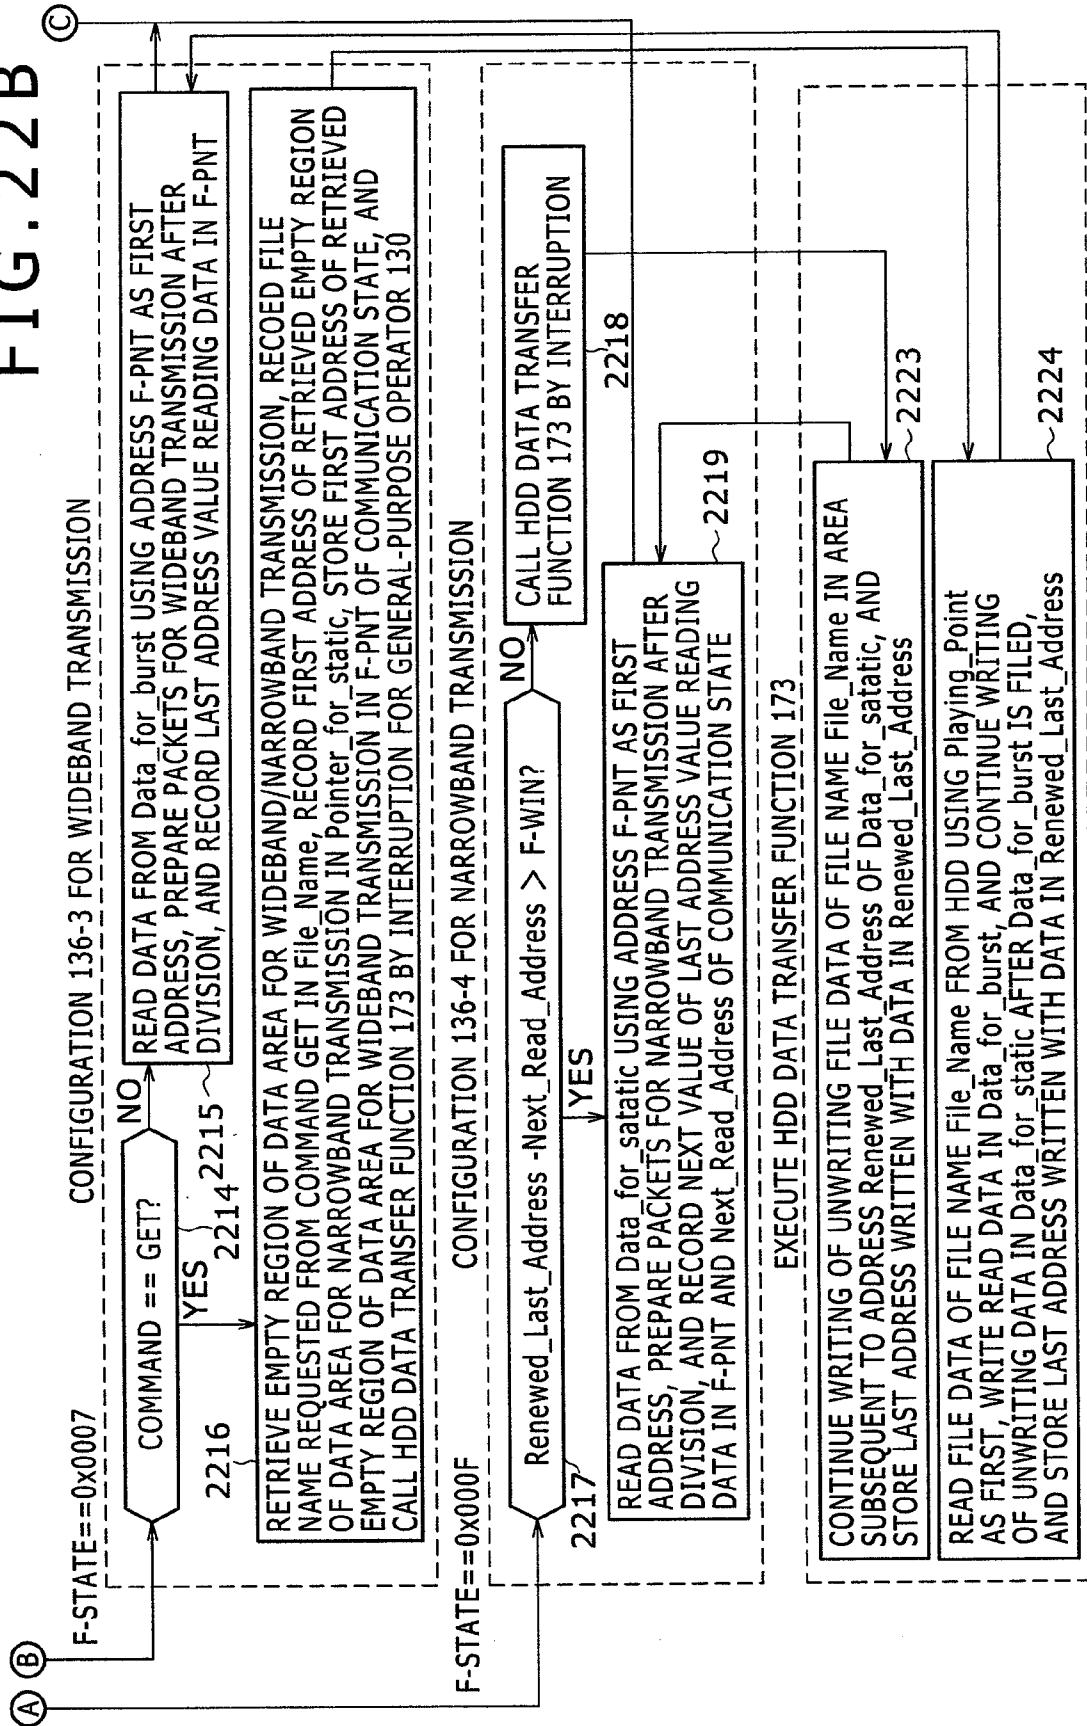 FIG.22B
A
B
C
F-STATE==0x0007
CONFIGURATION 136-3 FOR WIDEBAND TRANSMISSION
COMMAND == GET?
2214
NO
YES
READ DATA FROM Data_for_burst USING ADDRESS F-PNT AS FIRST
ADDRESS, PREPARE PACKETS FOR WIDEBAND TRANSMISSION AFTER
DIVISION, AND RECORD LAST ADDRESS VALUE READING DATA IN F-PNT
2215
2216
RETRIEVE EMPTY REGION OF DATA AREA FOR WIDEBAND/NARROWBAND TRANSMISSION, RECOED FILE
NAME REQUESTED FROM COMMAND GET IN File_Name, RECORD FIRST ADDRESS OF RETRIEVED EMPTY REGION
OF DATA AREA FOR NARROWBAND TRANSMISSION IN Pointer_for_static, STORE FIRST ADDRESS OF RETRIEVED
EMPTY REGION OF DATA AREA FOR WIDEBAND TRANSMISSION IN F-PNT OF COMMUNICATION STATE, AND
CALL HDD DATA TRANSFER FUNCTION 173 BY INTERRUPTION FOR GENERAL-PURPOSE OPERATOR 130
F-STATE==0x000F
CONFIGURATION 136-4 FOR NARROWBAND TRANSMISSION
Renewed_Last_Address -Next_Read_Address > F-WIN?
2217
NO
YES
CALL HDD DATA TRANSFER
FUNCTION 173 BY INTERRUPTION
2218
READ DATA FROM Data_for_satatic USING ADDRESS F-PNT AS FIRST
ADDRESS, PREPARE PACKETS FOR NARROWBAND TRANSMISSION AFTER
DIVISION, AND RECORD NEXT VALUE OF LAST ADDRESS VALUE READING
DATA IN F-PNT AND Next_Read_Address OF COMMUNICATION STATE
2219
EXECUTE HDD DATA TRANSFER FUNCTION 173
CONTINUE WRITING OF UNWRITING FILE DATA OF FILE NAME File_Name IN AREA
SUBSEQUENT TO ADDRESS Renewed_Last_Address OF Data_for_satatic, AND
STORE LAST ADDRESS WRITTEN WITH DATA IN Renewed_Last_Address
2223
READ FILE DATA OF FILE NAME File_Name FROM HDD USING Playing_Point
AS FIRST, WRITE READ DATA IN Data_for_burst, AND CONTINUE WRITING
OF UNWRITING DATA IN Data_for_static AFTER Data_for_burst IS FILED,
AND STORE LAST ADDRESS WRITTEN WITH DATA IN Renewed_Last_Address
2224